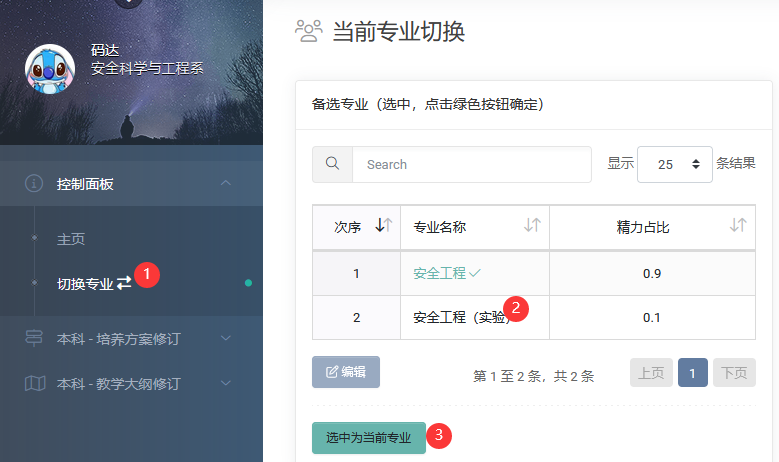 码达
安全科学与工程系
控制面板
主页
切换专业
1
本科 - 培养方案修订
本科 - 教学大纲修订
当前专业切换
备选专业（选中，点击绿色按钮确定）
Search
显示 25 条结果
次序 专业名称 精力占比
1 安全工程 0.9
2 安全工程（实验） 0.1
2
编辑
第 1 至 2 条，共 2 条
上页 1 下页
选中为当前专业
3